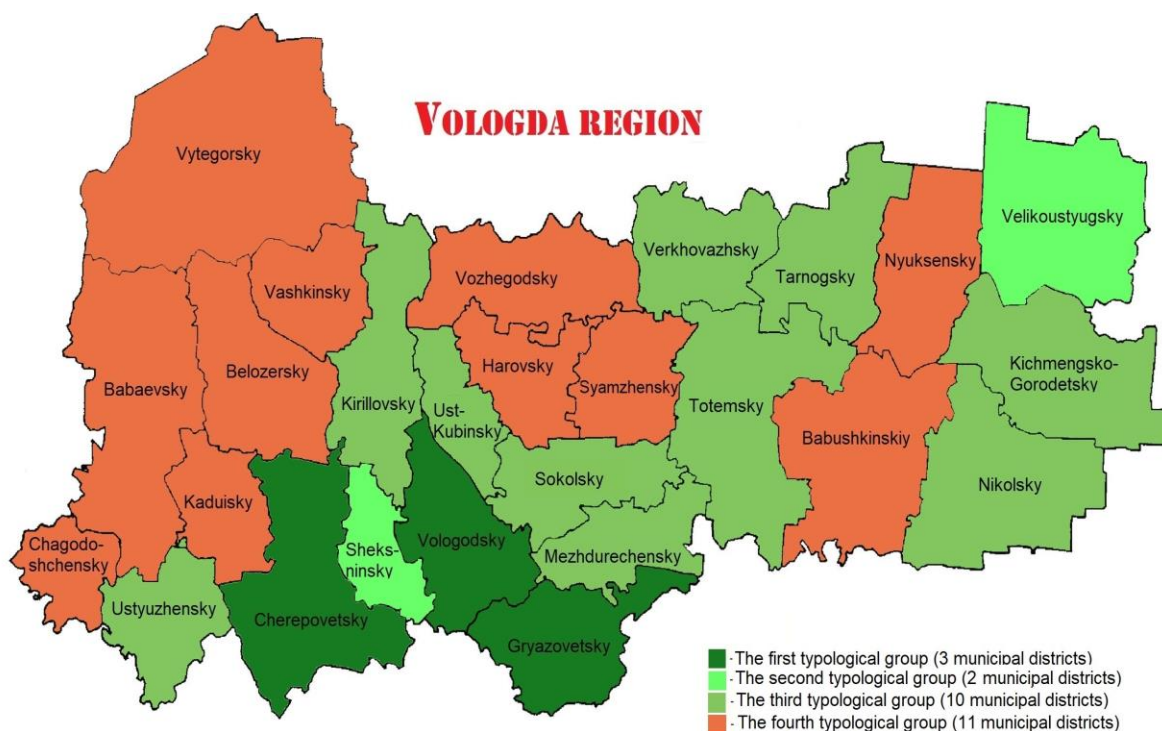 VOLOGDA REGION
Vytegorsky
Velikoustyugsky
Verkhovazhsky
Tarnogsky
Nyuksensky
Vozhegodsky
Vashkinsky
Kichmengsko-
Gorodetsky
Harovsky
Belozersky
Babaevsky
Syamzhensky
Kirillovsky
Ust-
Kubinsky
Totemsky
Babushkinskiy
Sokolsky
Nikolsky
Kaduisky
Chagodo-
shchensky
Sheks-
ninsky
Vologodsky
Mezhdurechensky
Ustyuzhensky
Cherepovetsky
Gryazovetsky
- The first typological group (3 municipal districts)
- The second typological group (2 municipal districts)
- The third typological group (10 municipal districts)
- The fourth typological group (11 municipal districts)